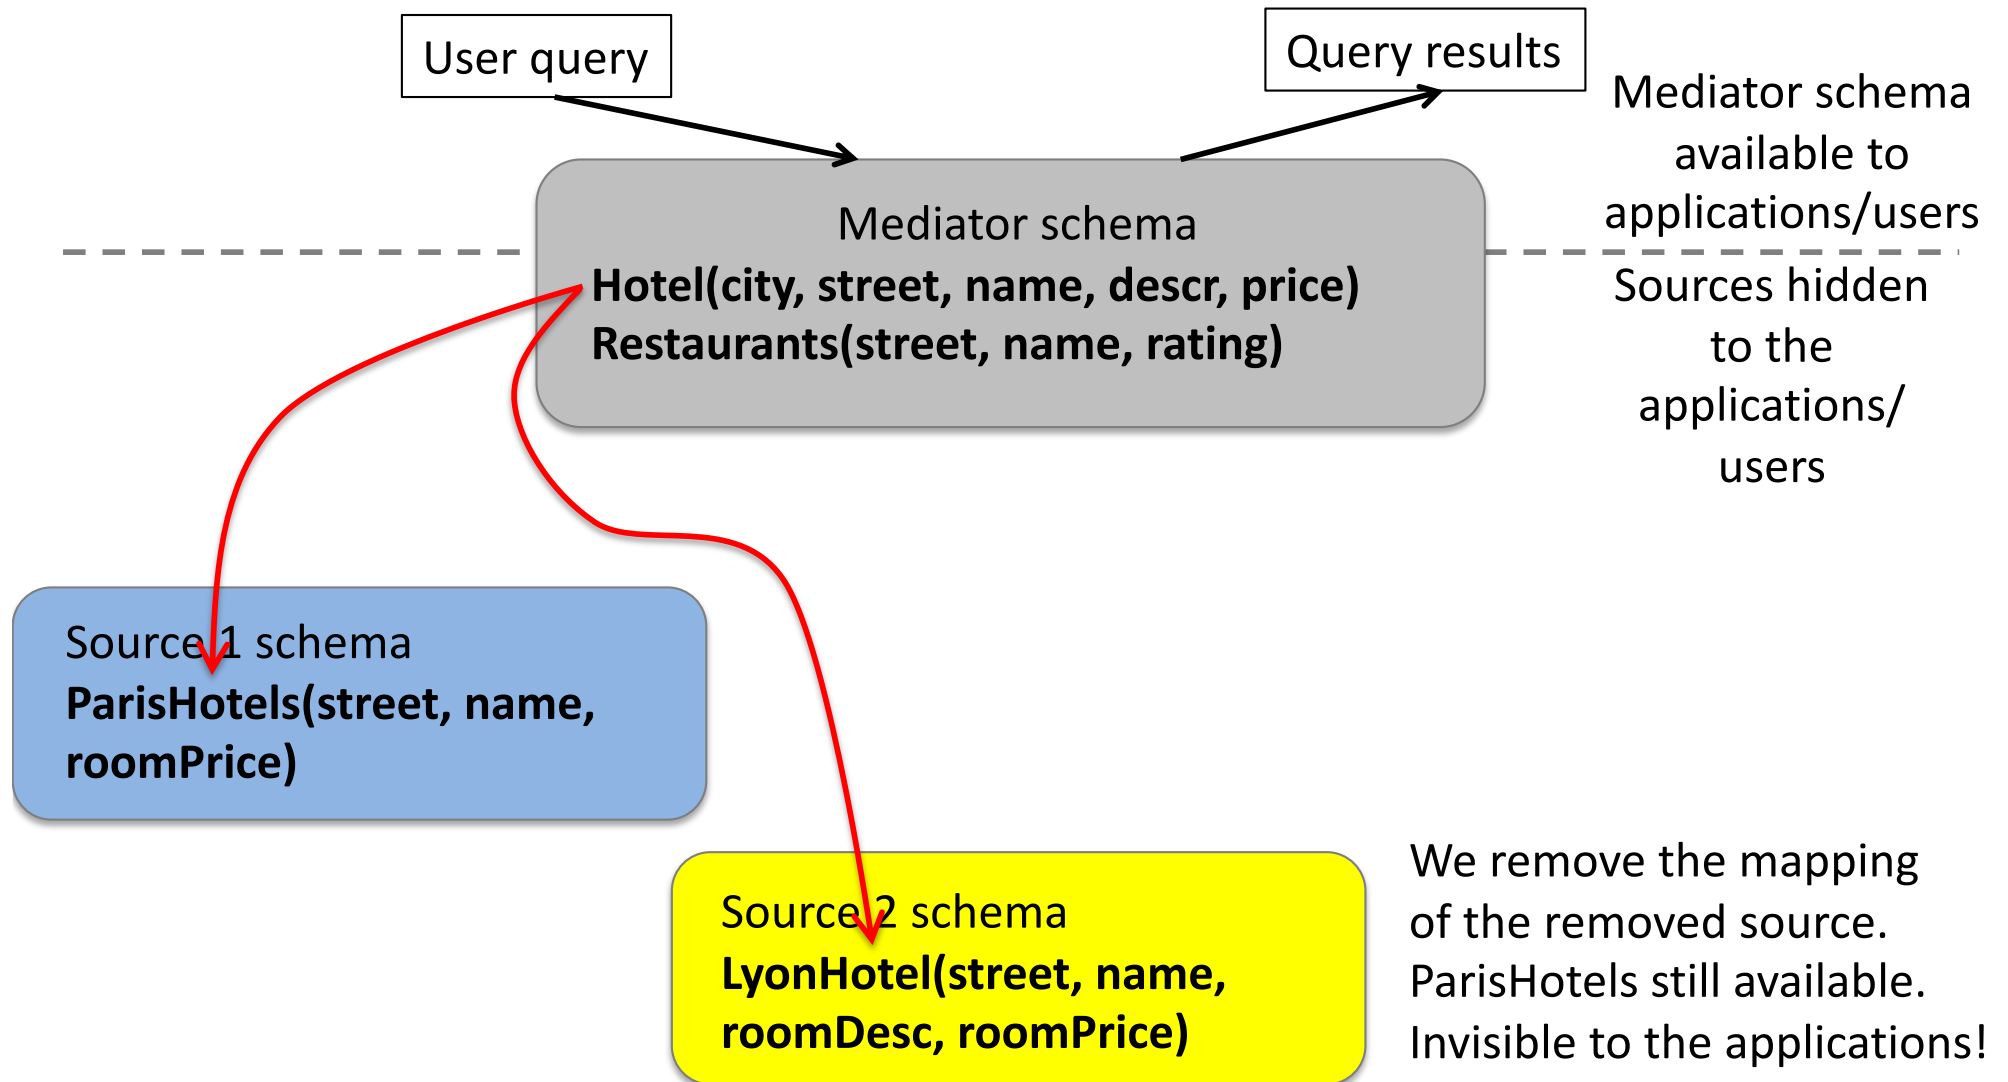 User query
Query results
Mediator schema
available to
applications/users
Mediator schema
Hotel(city, street, name, descr, price)
Restaurants(street, name, rating)
Sources hidden
to the
applications/
users
Source 1 schema
ParisHotels(street, name,
roomPrice)
Source 2 schema
LyonHotel(street, name,
roomDesc, roomPrice)
We remove the mapping
of the removed source.
ParisHotels still available.
Invisible to the applications!